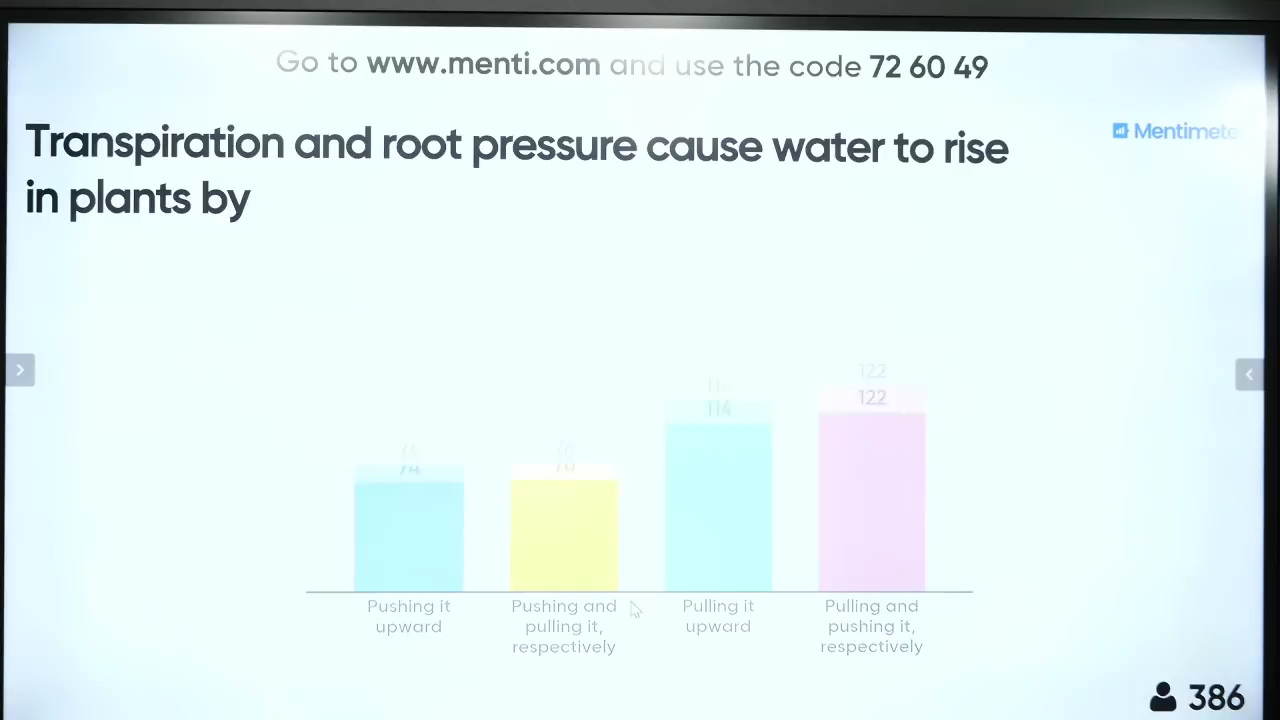 Go to www.menti.com and use the code 72 60 49
Mentimete
Transpiration and root pressure cause water to rise
in plants by
122
122
114
74
Pushing it
upward
Pushing and
pulling it,
respectively
Pulling it
upward
Pulling and
pushing it,
respectively
386